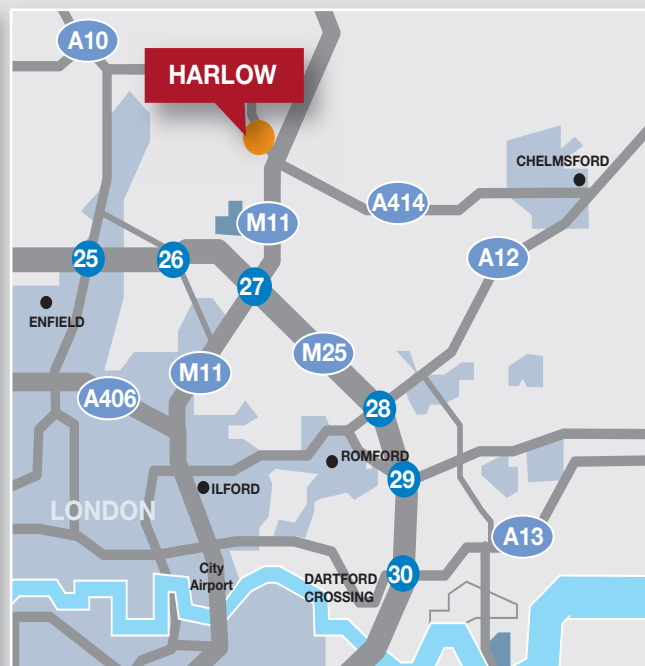 A10
HARLOW
CHELMSFORD
A414
M11
A12
25
26
27
ENFIELD
M25
M11
A406
28
ROMFORD
29
ILFORD
LONDON
A13
City
Airport
DARTFORD
CROSSING
30